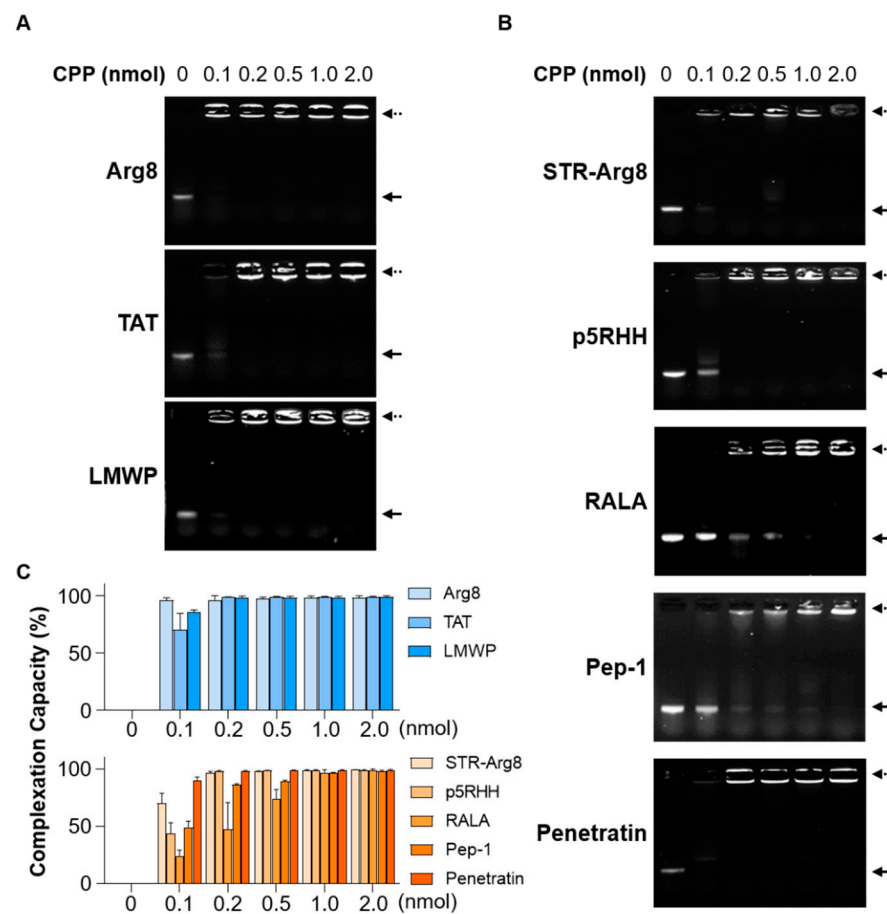 A
CPP (nmol) 0 0.1 0.2 0.5 1.0 2.0
Arg8
TAT
LMWP
B
CPP (nmol) 0 0.1 0.2 0.5 1.0 2.0
STR-Arg8
p5RHH
RALA
Pep-1
Penetratin
C
Complexation Capacity (%)
100
50
0
0 0.1 0.2 0.5 1.0 2.0 (nmol)
Arg8
TAT
LMWP
100
50
0
0 0.1 0.2 0.5 1.0 2.0 (nmol)
STR-Arg8
p5RHH
RALA
Pep-1
Penetratin